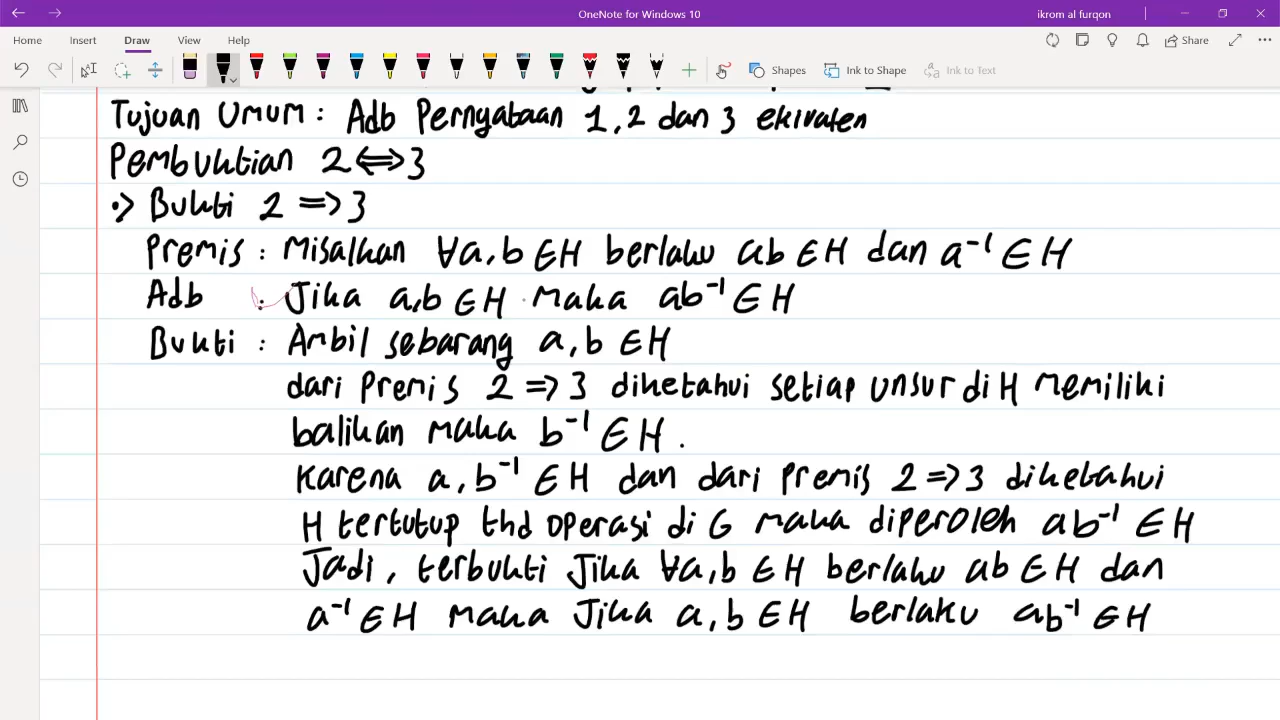 OneNote for Windows 10
ikrom al furqon
Home Insert Draw View Help
Share
Shapes Ink to Shape Ink to Text
Tujuan Umum : Adb Pernyataan 1, 2 dan 3 ekivalen
Pembuktian 2 <=> 3
•> Bukti 2 => 3
Premis : Misalkan ∀a, b ∈ H berlaku ab ∈ H dan a⁻¹ ∈ H
Adb : Jika a,b ∈ H maka ab⁻¹ ∈ H
Bukti : Ambil sebarang a, b ∈ H
dari Premis 2 => 3 diketahui setiap unsur di H memiliki
balikan maka b⁻¹ ∈ H .
Karena a, b⁻¹ ∈ H dan dari Premis 2 => 3 diketahui
H tertutup thd operasi di G maka diperoleh ab⁻¹ ∈ H
Jadi, terbukti Jika ∀a, b ∈ H berlaku ab ∈ H dan
a⁻¹ ∈ H maka Jika a, b ∈ H berlaku ab⁻¹ ∈ H